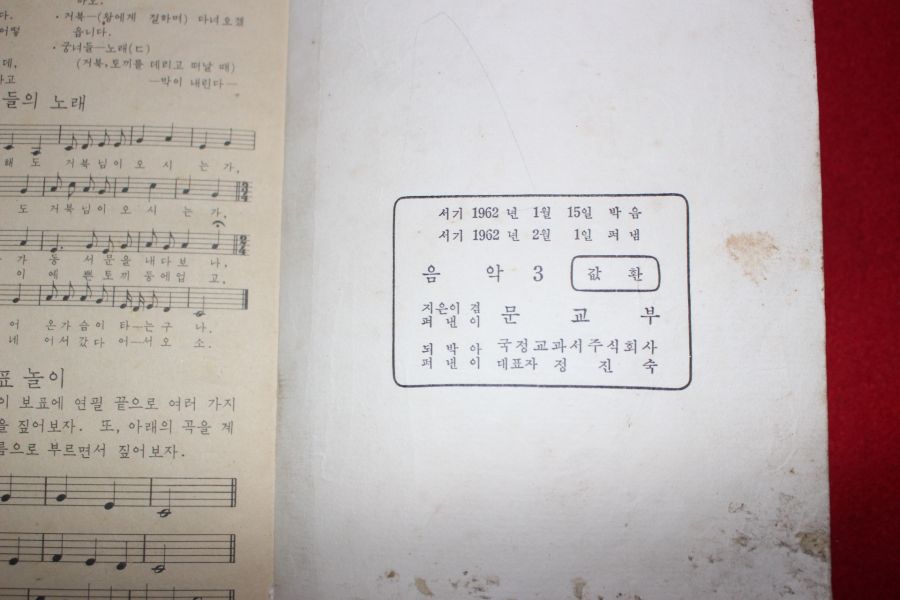 · 거북—(왕에게 절하며) 다녀오겠
읍니다.
· 궁녀들—노래(ㄷ)
(거북, 토끼를 데리고 떠날 때)
—막이 내린다—
들의 노래
해 도 거북님이오 시 는 가,
도 거북님이오 시 는 가,
가 동 서문을 내다보 나,
이 예 쁜토끼 등에업 고,
어 온가슴이 타—는구 나.
네 어서갔다 어—서오 소.
표 놀이
이 보표에 연필 끝으로 여러 가지
을 짚어보자. 또, 아래의 곡을 계
름으로 부르면서 짚어보자.
서기 1962 년 1월 15일 박음
서기 1962 년 2월 1일 펴냄
음 악 3
값 환
지은이 겸
펴 낸 이
문 교 부
되 박아
펴 낸 이
국정교과서주식회사
대표자 정 진 숙